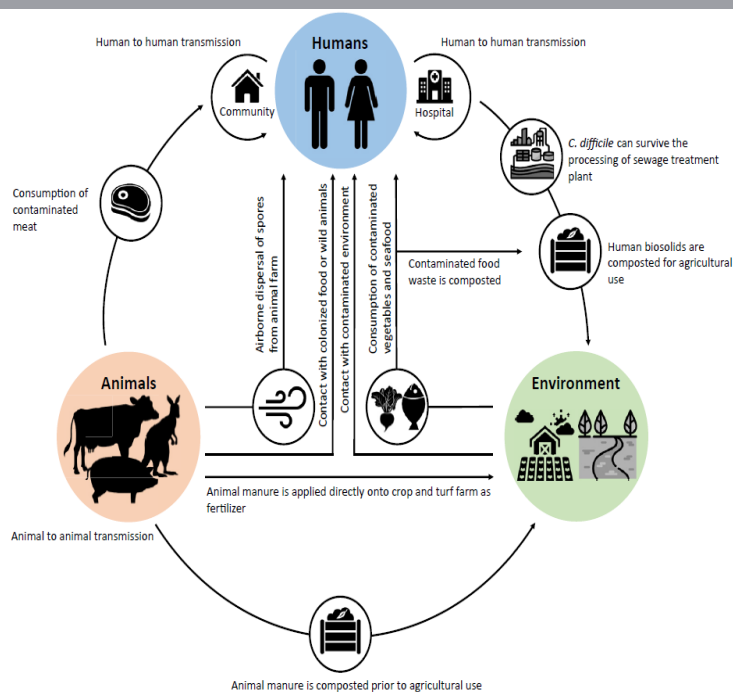 Human to human transmission
Humans
Human to human transmission
Community
Hospital
C. difficile can survive the
processing of sewage treatment
plant
Consumption of
contaminated
meat
Human biosolids are
composted for agricultural
use
Contaminated food
waste is composted
Airborne dispersal of spores
from animal farm
Contact with colonized food or wild animals
Contact with contaminated environment
Consumption of contaminated
vegetables and seafood
Animals
Environment
Animal manure is applied directly onto crop and turf farm as
fertilizer
Animal to animal transmission
Animal manure is composted prior to agricultural use